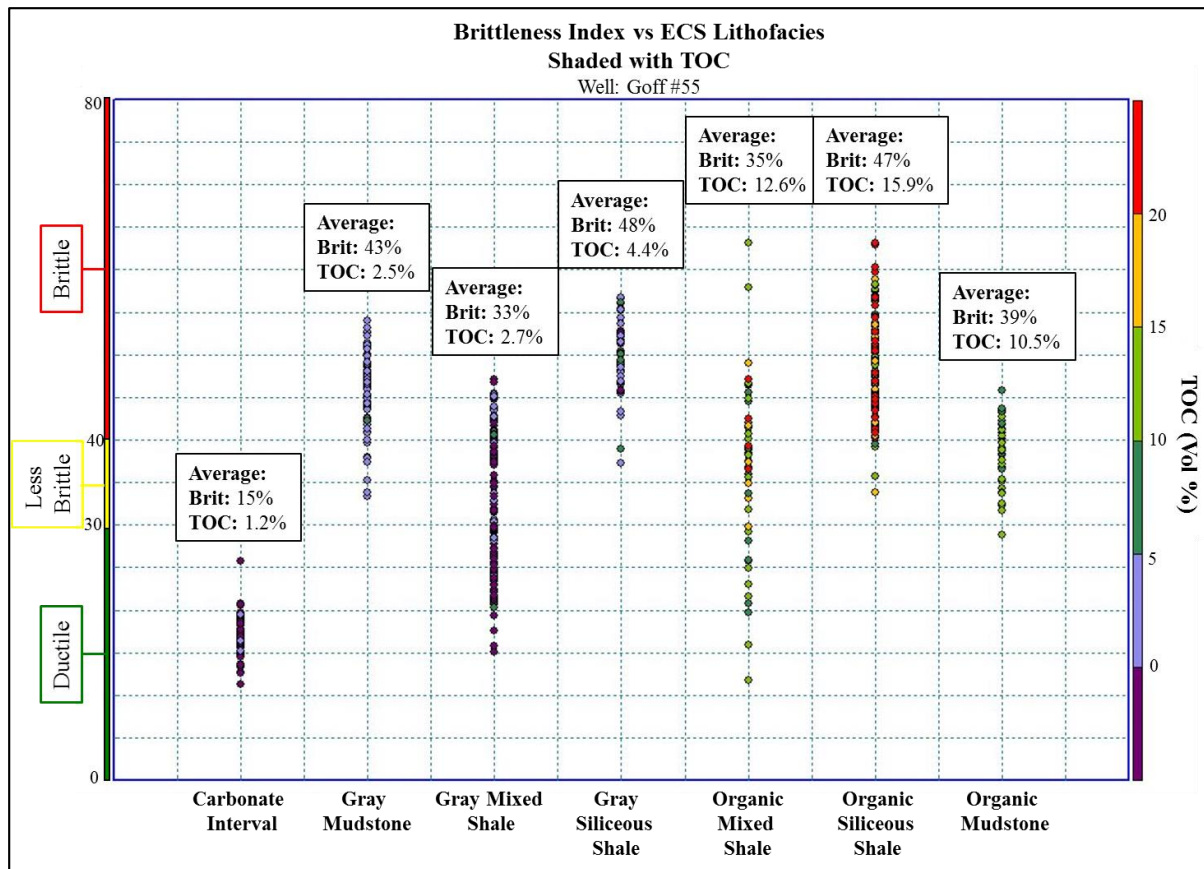 Brittleness Index vs ECS Lithofacies
Shaded with TOC
Well: Goff #55
80
40
30
0
Brittle
Less
Brittle
Ductile
Average:
Brit: 15%
TOC: 1.2%
Average:
Brit: 43%
TOC: 2.5%
Average:
Brit: 33%
TOC: 2.7%
Average:
Brit: 48%
TOC: 4.4%
Average:
Brit: 35%
TOC: 12.6%
Average:
Brit: 47%
TOC: 15.9%
Average:
Brit: 39%
TOC: 10.5%
20
15
10
5
0
TOC (Vol %)
Carbonate
Interval
Gray
Mudstone
Gray Mixed
Shale
Gray
Siliceous
Shale
Organic
Mixed
Shale
Organic
Siliceous
Shale
Organic
Mudstone